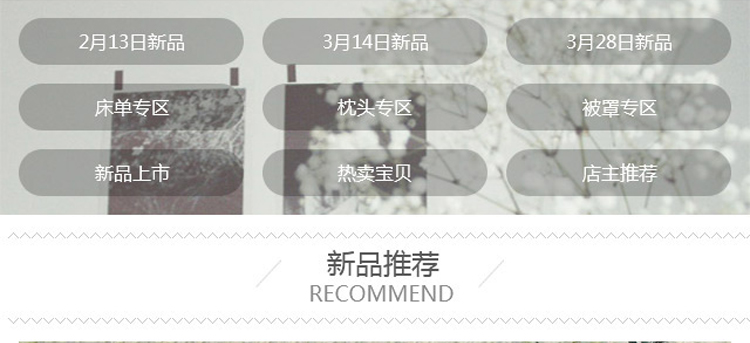 2月13日新品
3月14日新品
3月28日新品
床单专区
枕头专区
被罩专区
新品上市
热卖宝贝
店主推荐
新品推荐
RECOMMEND